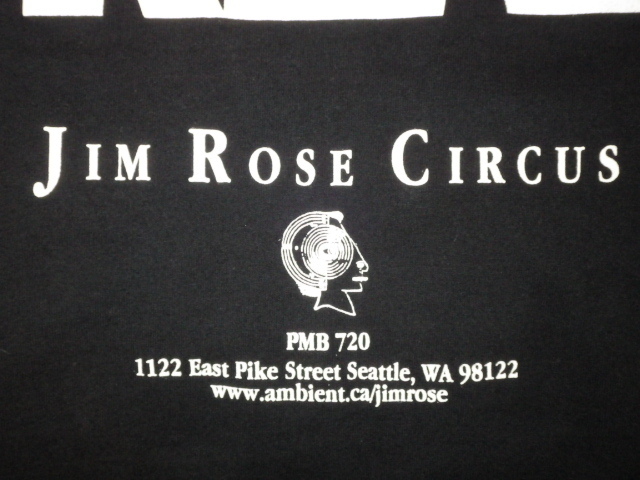 JIM ROSE CIRCUS
PMB 720
1122 East Pike Street Seattle, WA 98122
www.ambient.ca/jimrose